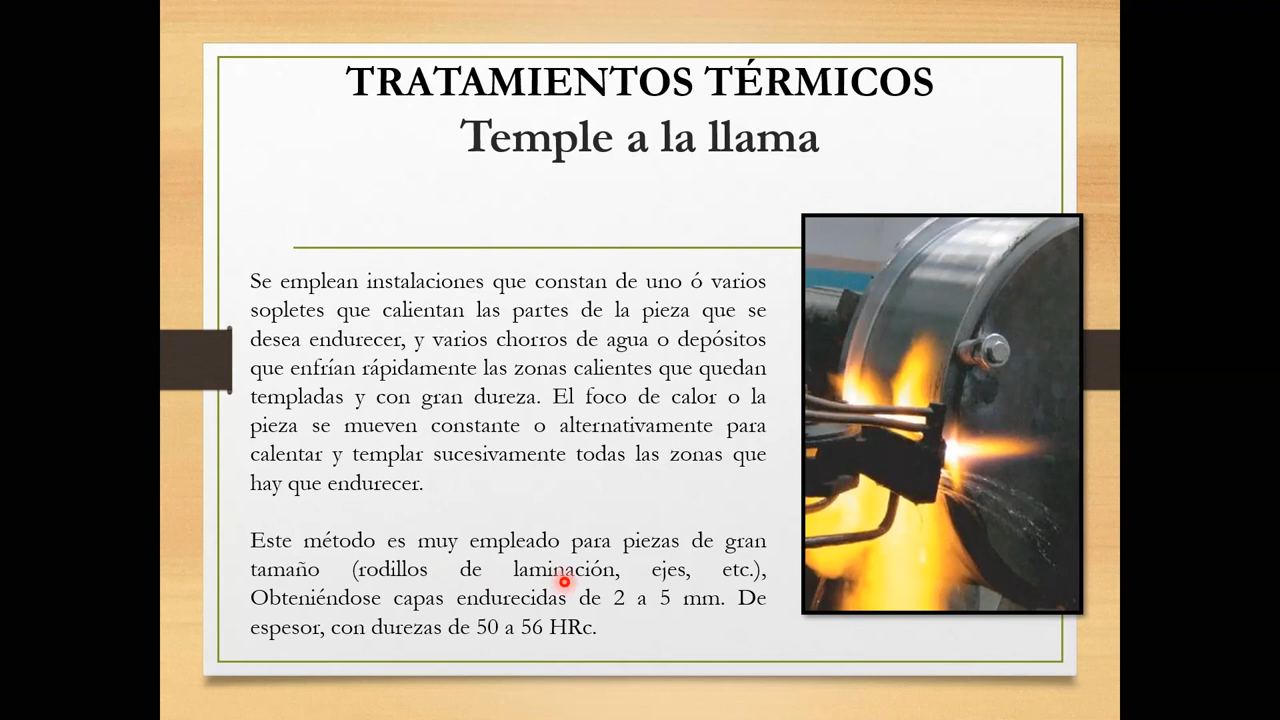 TRATAMIENTOS TÉRMICOS
Temple a la llama
Se emplean instalaciones que constan de uno ó varios
sopletes que calientan las partes de la pieza que se
desea endurecer, y varios chorros de agua o depósitos
que enfrían rápidamente las zonas calientes que quedan
templadas y con gran dureza. El foco de calor o la
pieza se mueven constante o alternativamente para
calentar y templar sucesivamente todas las zonas que
hay que endurecer.
Este método es muy empleado para piezas de gran
tamaño (rodillos de laminación, ejes, etc.),
Obteniéndose capas endurecidas de 2 a 5 mm. De
espesor, con durezas de 50 a 56 HRc.